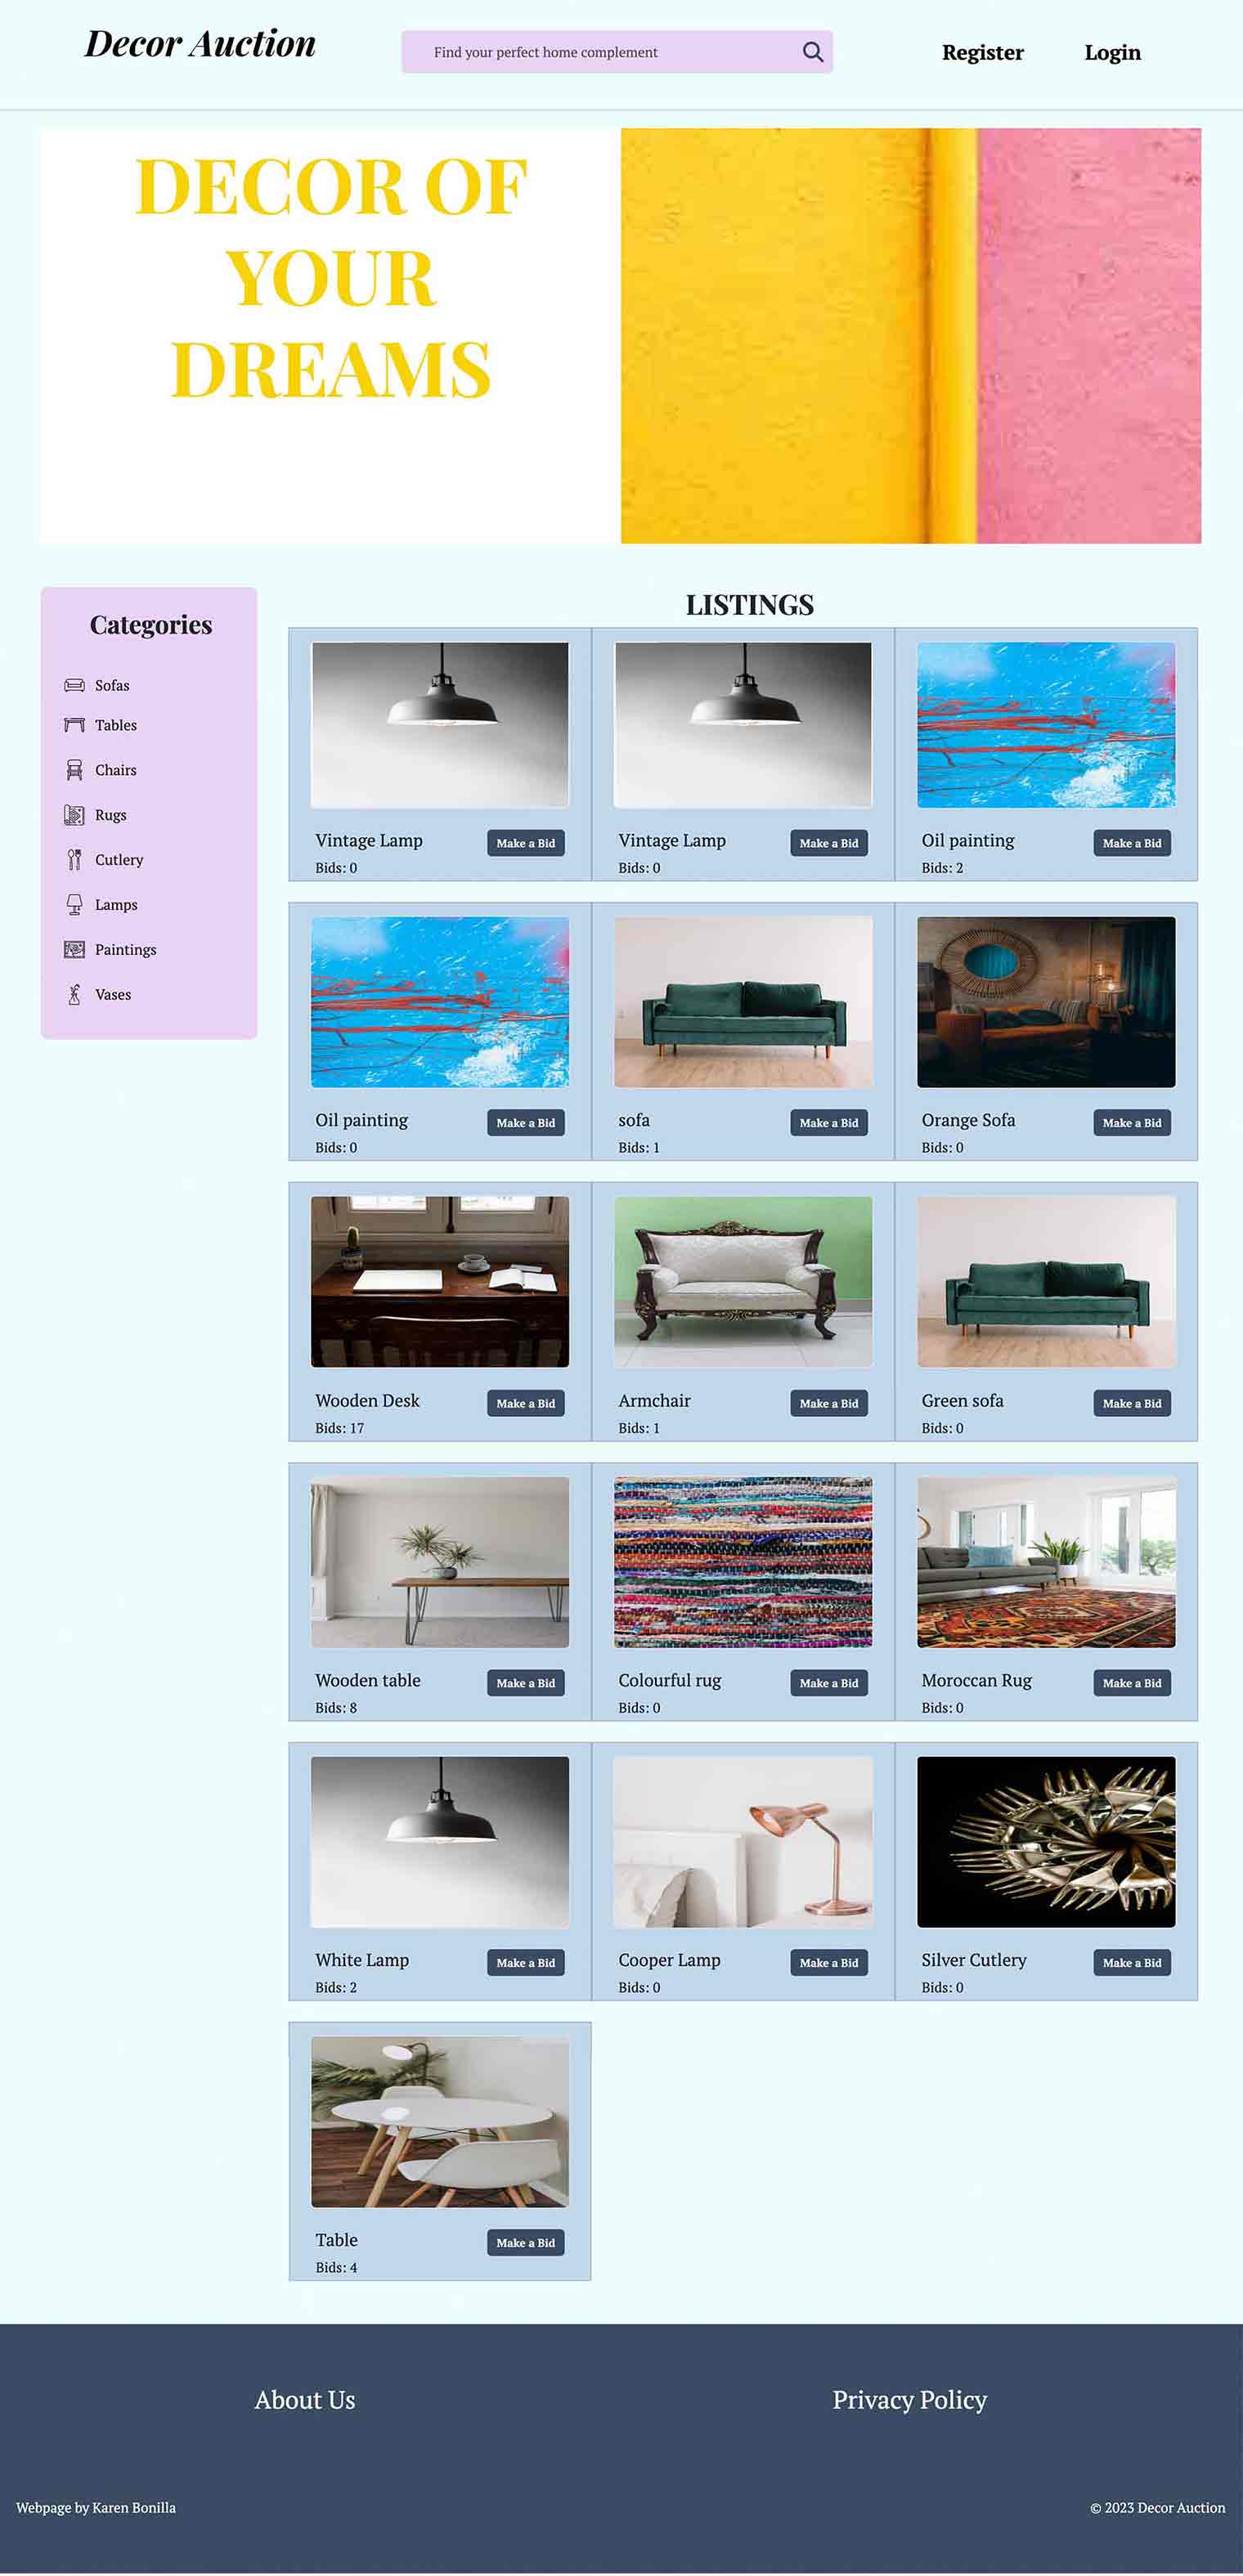 Decor Auction
Find your perfect home complement
Register
Login
DECOR OF
YOUR
DREAMS
Categories
Sofas
Tables
Chairs
Rugs
Cutlery
Lamps
Paintings
Vases
LISTINGS
Vintage Lamp
Make a Bid
Bids: 0
Vintage Lamp
Make a Bid
Bids: 0
Oil painting
Make a Bid
Bids: 2
Oil painting
Make a Bid
Bids: 0
sofa
Make a Bid
Bids: 1
Orange Sofa
Make a Bid
Bids: 0
Wooden Desk
Make a Bid
Bids: 17
Armchair
Make a Bid
Bids: 1
Green sofa
Make a Bid
Bids: 0
Wooden table
Make a Bid
Bids: 8
Colourful rug
Make a Bid
Bids: 0
Moroccan Rug
Make a Bid
Bids: 0
White Lamp
Make a Bid
Bids: 2
Cooper Lamp
Make a Bid
Bids: 0
Silver Cutlery
Make a Bid
Bids: 0
Table
Make a Bid
Bids: 4
About Us
Privacy Policy
Webpage by Karen Bonilla
© 2023 Decor Auction